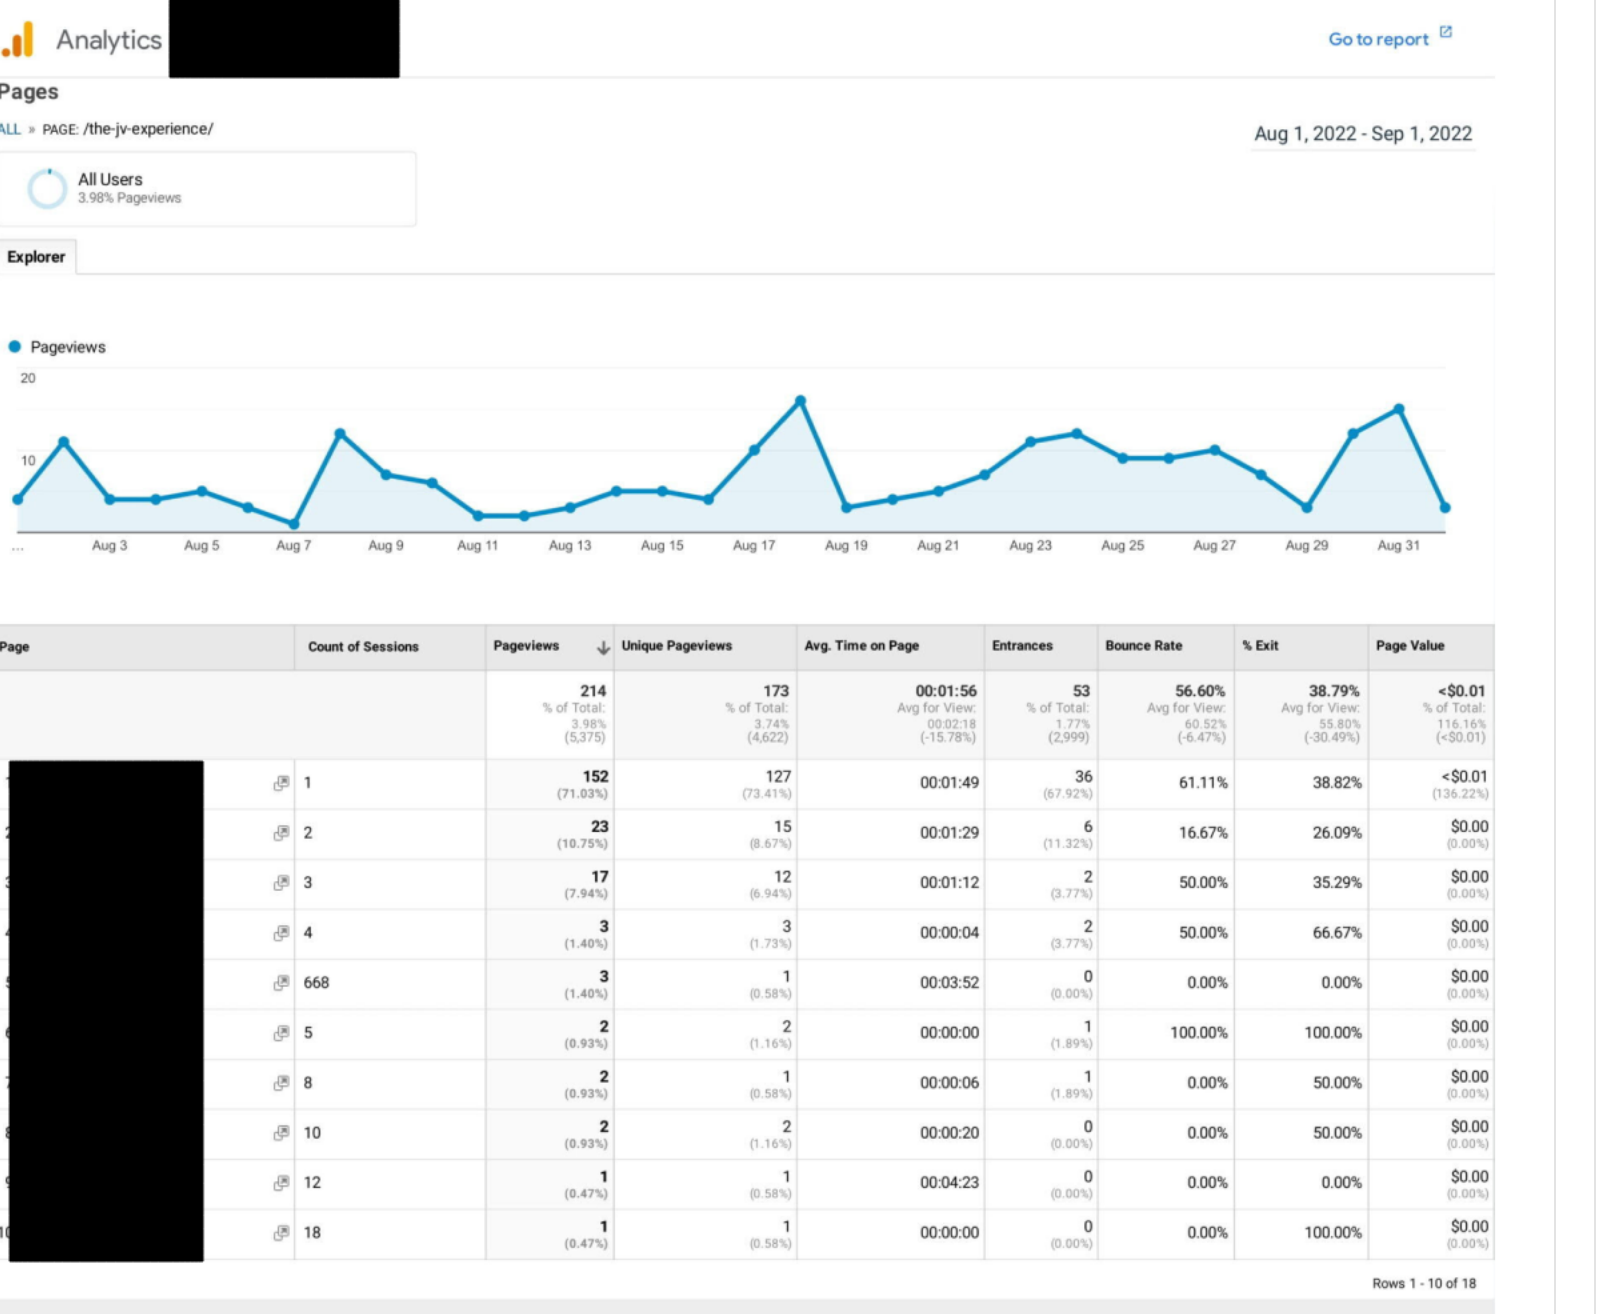 Analytics
Go to report
Pages
ALL » PAGE: /the-jv-experience/
Aug 1, 2022 - Sep 1, 2022
All Users
3.98% Pageviews
Explorer
Pageviews
20
10
... Aug 3 Aug 5 Aug 7 Aug 9 Aug 11 Aug 13 Aug 15 Aug 17 Aug 19 Aug 21 Aug 23 Aug 25 Aug 27 Aug 29 Aug 31
Page Count of Sessions Pageviews Unique Pageviews Avg. Time on Page Entrances Bounce Rate % Exit Page Value
214 173 00:01:56 53 56.60% 38.79% <$0.01
% of Total: % of Total: Avg for View: % of Total: Avg for View: Avg for View: % of Total:
3.98% 3.74% 00:02:18 1.77% 60.52% 55.80% 116.16%
(5,375) (4,622) (-15.78%) (2,999) (-6.47%) (-30.49%) (<$0.01)
1 152 127 00:01:49 36 61.11% 38.82% <$0.01
(71.03%) (73.41%) (67.92%) (136.22%)
2 23 15 00:01:29 6 16.67% 26.09% $0.00
(10.75%) (8.67%) (11.32%) (0.00%)
3 17 12 00:01:12 2 50.00% 35.29% $0.00
(7.94%) (6.94%) (3.77%) (0.00%)
4 3 3 00:00:04 2 50.00% 66.67% $0.00
(1.40%) (1.73%) (3.77%) (0.00%)
668 3 1 00:03:52 0 0.00% 0.00% $0.00
(1.40%) (0.58%) (0.00%) (0.00%)
5 2 2 00:00:00 1 100.00% 100.00% $0.00
(0.93%) (1.16%) (1.89%) (0.00%)
8 2 1 00:00:06 1 0.00% 50.00% $0.00
(0.93%) (0.58%) (1.89%) (0.00%)
10 2 2 00:00:20 0 0.00% 50.00% $0.00
(0.93%) (1.16%) (0.00%) (0.00%)
12 1 1 00:04:23 0 0.00% 0.00% $0.00
(0.47%) (0.58%) (0.00%) (0.00%)
18 1 1 00:00:00 0 0.00% 100.00% $0.00
(0.47%) (0.58%) (0.00%) (0.00%)
Rows 1 - 10 of 18